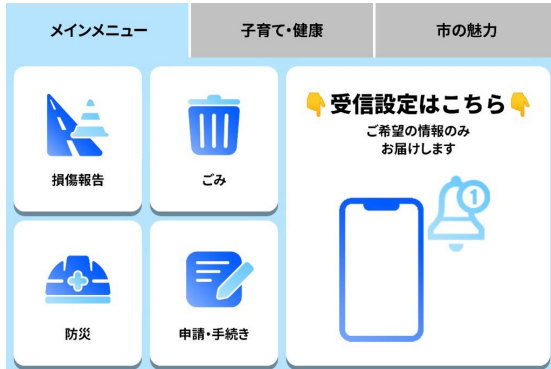 メインメニュー
子育て・健康
市の魅力
損傷報告
ごみ
👇受信設定はこちら👇
ご希望の情報のみ
お届けします
1
防災
申請・手続き